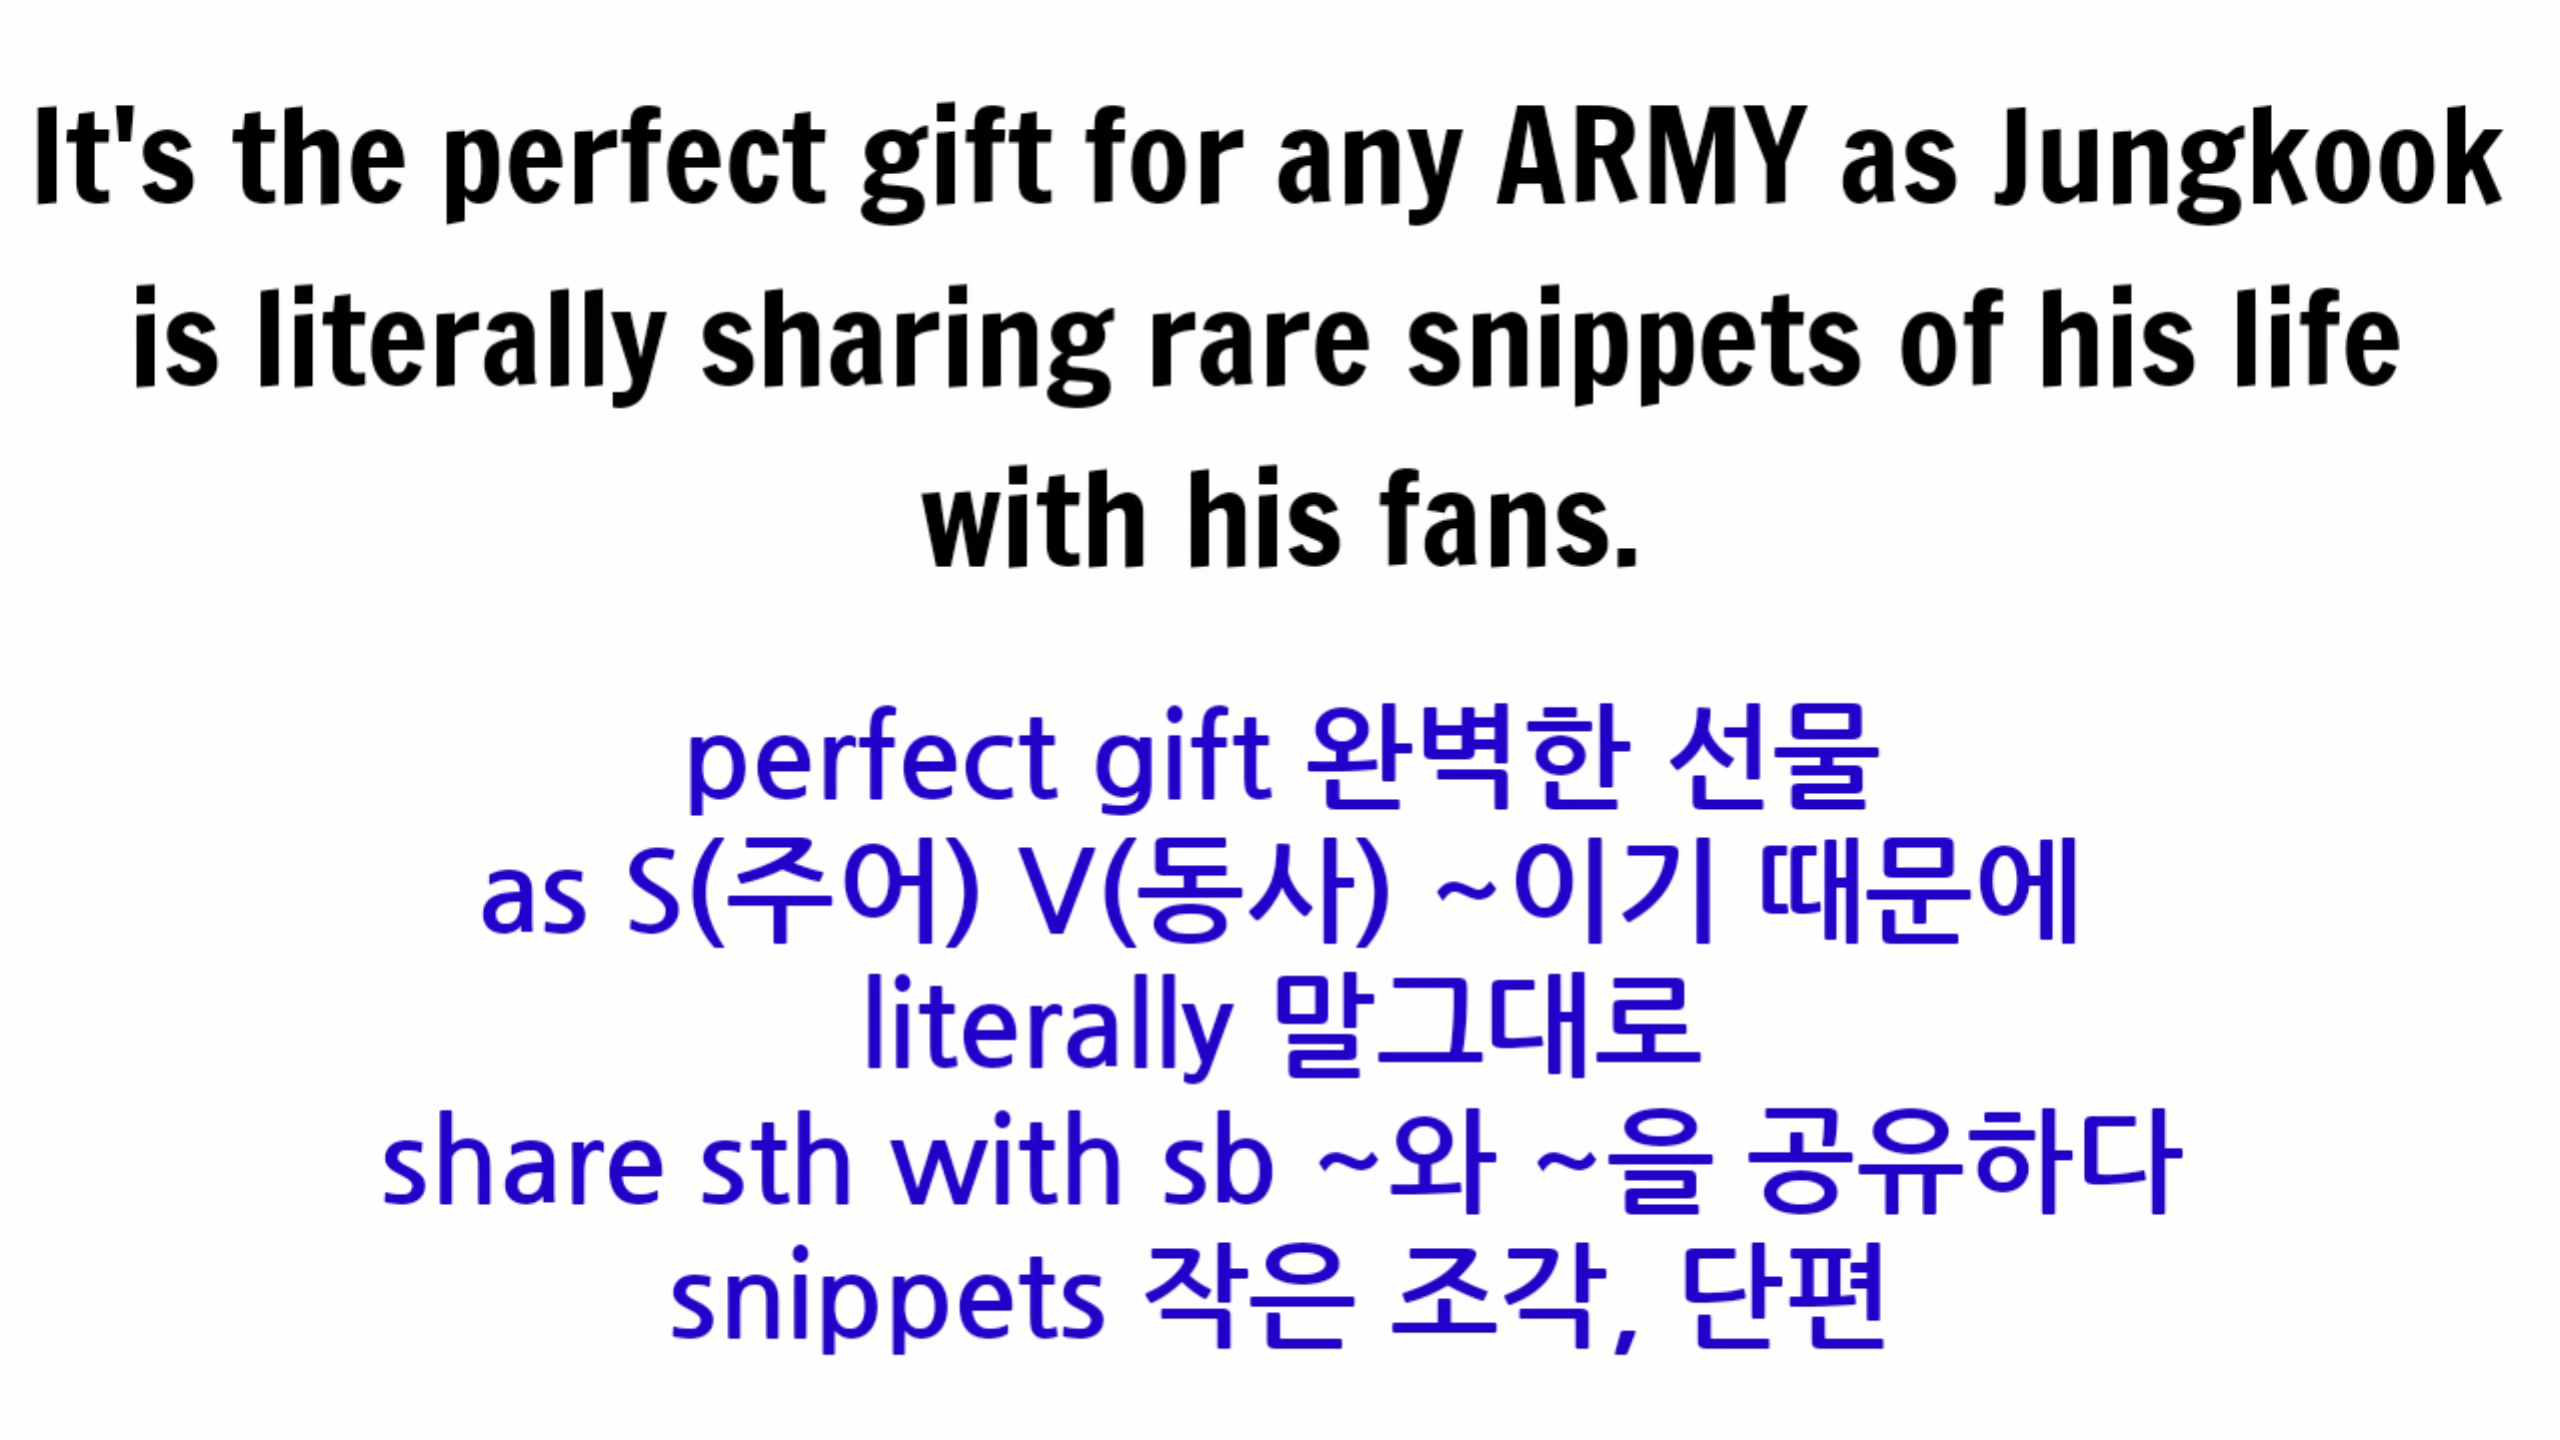 It's the perfect gift for any ARMY as Jungkook
is literally sharing rare snippets of his life
with his fans.
perfect gift 완벽한 선물
as S(주어) V(동사) ~이기 때문에
literally 말그대로
share sth with sb ~와 ~을 공유하다
snippets 작은 조각, 단편